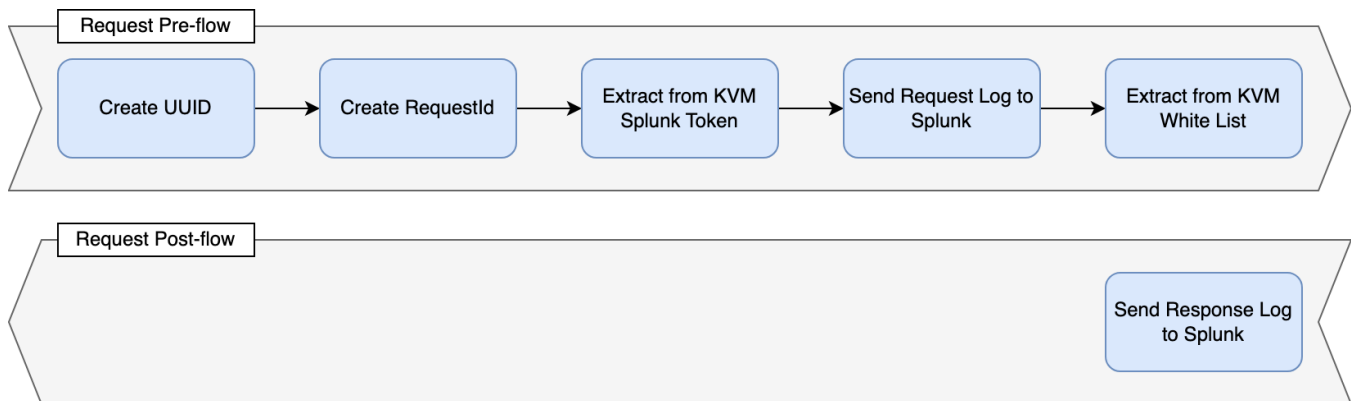 Request Pre-flow
Create UUID
Create RequestId
Extract from KVM
Splunk Token
Send Request Log to
Splunk
Extract from KVM
White List
Request Post-flow
Send Response Log
to Splunk